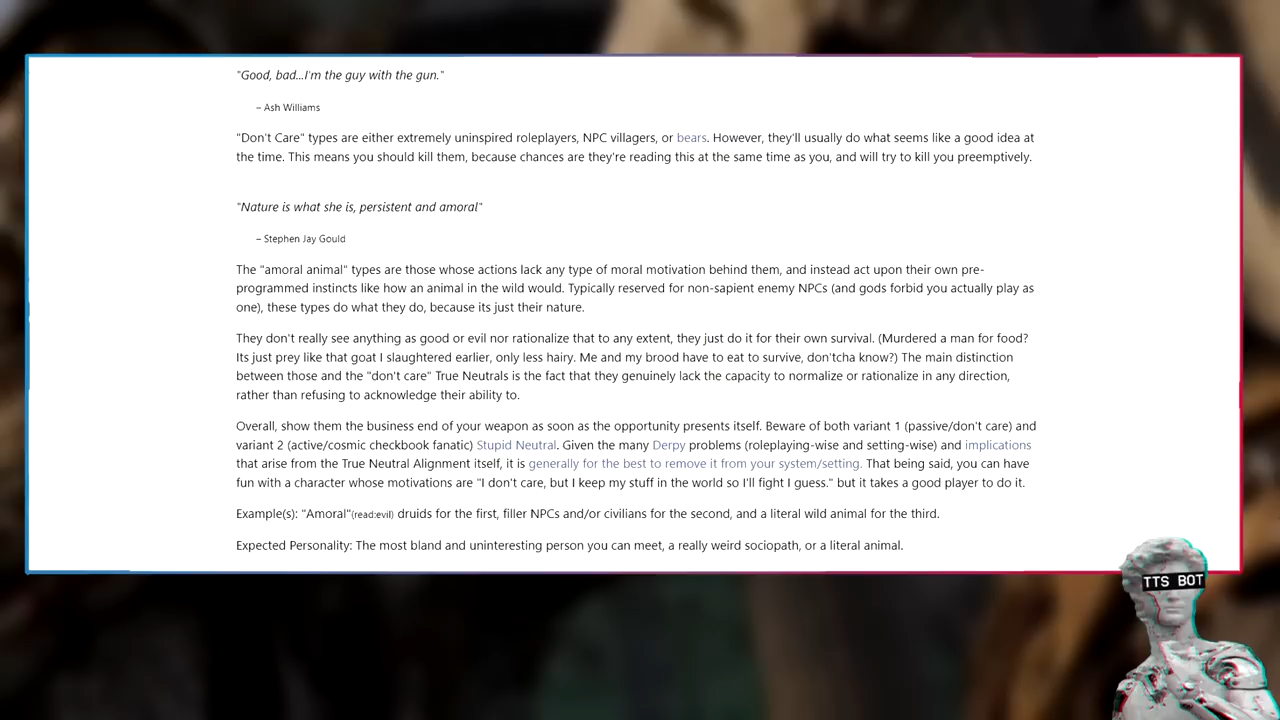 "Good, bad...I'm the guy with the gun."
– Ash Williams
"Don't Care" types are either extremely uninspired roleplayers, NPC villagers, or bears. However, they'll usually do what seems like a good idea at
the time. This means you should kill them, because chances are they're reading this at the same time as you, and will try to kill you preemptively.
"Nature is what she is, persistent and amoral"
– Stephen Jay Gould
The "amoral animal" types are those whose actions lack any type of moral motivation behind them, and instead act upon their own pre-
programmed instincts like how an animal in the wild would. Typically reserved for non-sapient enemy NPCs (and gods forbid you actually play as
one), these types do what they do, because its just their nature.
They don't really see anything as good or evil nor rationalize that to any extent, they just do it for their own survival. (Murdered a man for food?
Its just prey like that goat I slaughtered earlier, only less hairy. Me and my brood have to eat to survive, don'tcha know?) The main distinction
between those and the "don't care" True Neutrals is the fact that they genuinely lack the capacity to normalize or rationalize in any direction,
rather than refusing to acknowledge their ability to.
Overall, show them the business end of your weapon as soon as the opportunity presents itself. Beware of both variant 1 (passive/don't care) and
variant 2 (active/cosmic checkbook fanatic) Stupid Neutral. Given the many Derpy problems (roleplaying-wise and setting-wise) and implications
that arise from the True Neutral Alignment itself, it is generally for the best to remove it from your system/setting. That being said, you can have
fun with a character whose motivations are "I don't care, but I keep my stuff in the world so I'll fight I guess." but it takes a good player to do it.
Example(s): "Amoral"(read:evil) druids for the first, filler NPCs and/or civilians for the second, and a literal wild animal for the third.
Expected Personality: The most bland and uninteresting person you can meet, a really weird sociopath, or a literal animal.
TTS BOT